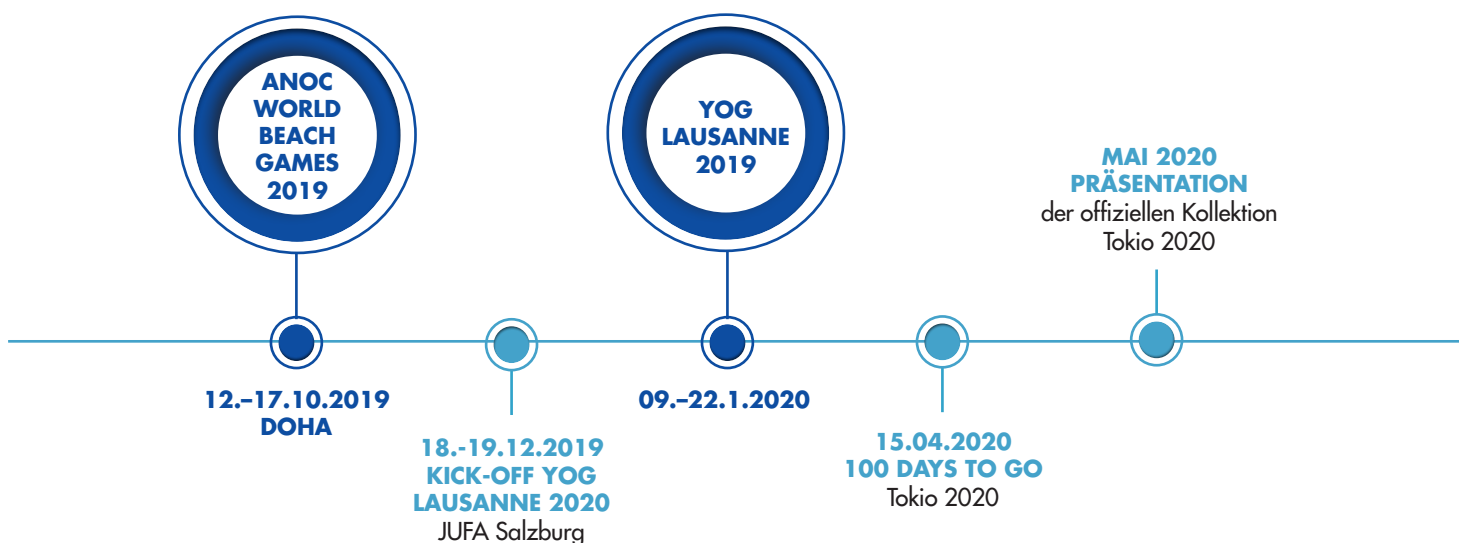 ANOC
WORLD
BEACH
GAMES
2019
12.–17.10.2019
DOHA
18.-19.12.2019
KICK-OFF YOG
LAUSANNE 2020
JUFA Salzburg
YOG
LAUSANNE
2019
09.–22.1.2020
15.04.2020
100 DAYS TO GO
Tokio 2020
MAI 2020
PRÄSENTATION
der offiziellen Kollektion
Tokio 2020